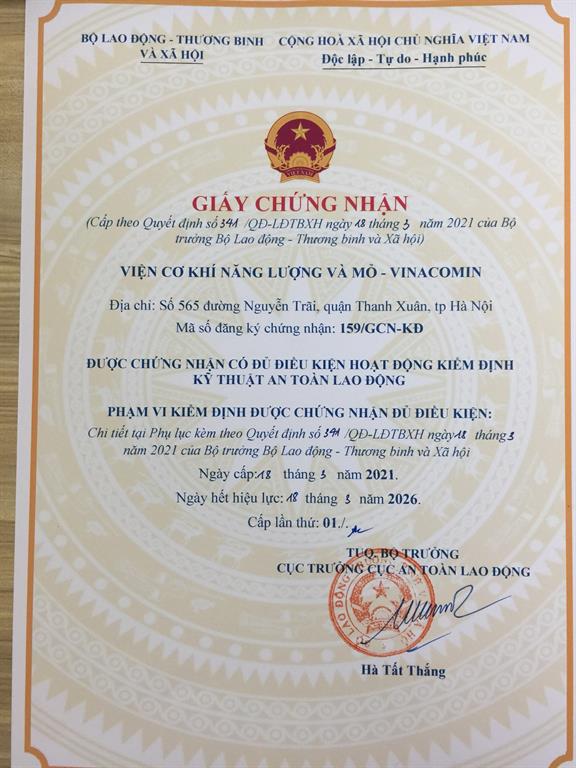 BỘ LAO ĐỘNG - THƯƠNG BINH VÀ XÃ HỘI
CỘNG HOÀ XÃ HỘI CHỦ NGHĨA VIỆT NAM
Độc lập - Tự do - Hạnh phúc
VIỆT NAM
GIẤY CHỨNG NHẬN
(Cấp theo Quyết định số 341 /QĐ-LĐTBXH ngày 18 tháng 3 năm 2021 của Bộ
trưởng Bộ Lao động - Thương binh và Xã hội)
VIỆN CƠ KHÍ NĂNG LƯỢNG VÀ MỎ - VINACOMIN
Địa chỉ: Số 565 đường Nguyễn Trãi, quận Thanh Xuân, tp Hà Nội
Mã số đăng ký chứng nhận: 159/GCN-KĐ
ĐƯỢC CHỨNG NHẬN CÓ ĐỦ ĐIỀU KIỆN HOẠT ĐỘNG KIỂM ĐỊNH
KỸ THUẬT AN TOÀN LAO ĐỘNG
PHẠM VI KIỂM ĐỊNH ĐƯỢC CHỨNG NHẬN ĐỦ ĐIỀU KIỆN:
Chi tiết tại Phụ lục kèm theo Quyết định số 341 /QĐ-LĐTBXH ngày 18 tháng 3
năm 2021 của Bộ trưởng Bộ Lao động - Thương binh và Xã hội
Ngày cấp: 18 tháng 3 năm 2021.
Ngày hết hiệu lực: 18 tháng 3 năm 2026.
Cấp lần thứ: 01./.
TUQ. BỘ TRƯỞNG
CỤC TRƯỞNG CỤC AN TOÀN LAO ĐỘNG
Hà Tất Thắng